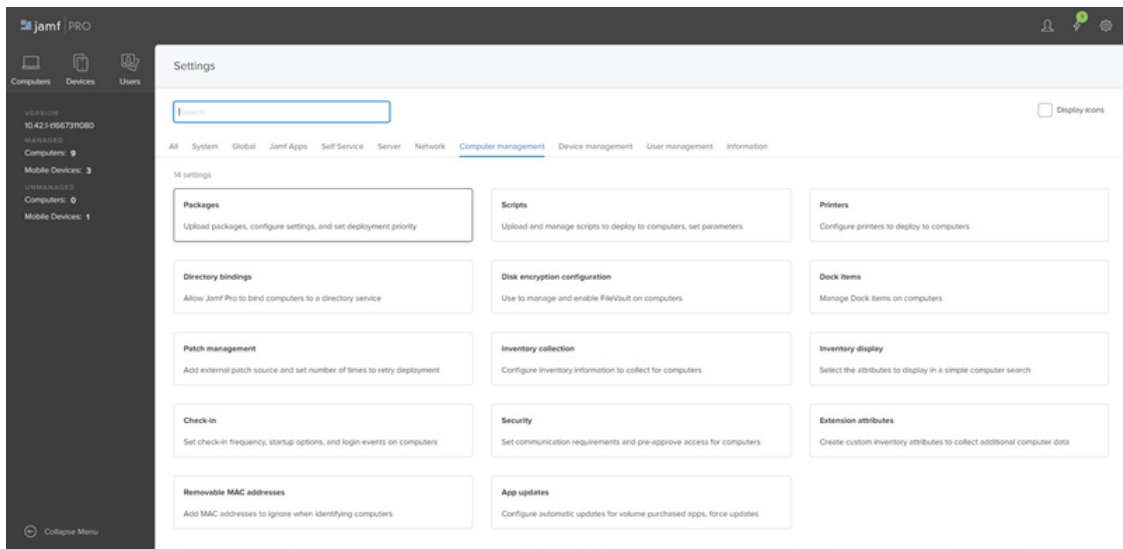 jamf PRO
1
Computers Devices Users
Settings
VERSION
10.42.1-t1667311080
MANAGED
Computers: 9
Mobile Devices: 3
UNMANAGED
Computers: 0
Mobile Devices: 1
Search
Display icons
All System Global Jamf Apps Self Service Server Network Computer management Device management User management Information
14 settings
Packages
Upload packages, configure settings, and set deployment priority
Scripts
Upload and manage scripts to deploy to computers, set parameters
Printers
Configure printers to deploy to computers
Directory bindings
Allow Jamf Pro to bind computers to a directory service
Disk encryption configuration
Use to manage and enable FileVault on computers
Dock items
Manage Dock items on computers
Patch management
Add external patch source and set number of times to retry deployment
Inventory collection
Configure inventory information to collect for computers
Inventory display
Select the attributes to display in a simple computer search
Check-in
Set check-in frequency, startup options, and login events on computers
Security
Set communication requirements and pre-approve access for computers
Extension attributes
Create custom inventory attributes to collect additional computer data
Removable MAC addresses
Add MAC addresses to ignore when identifying computers
App updates
Configure automatic updates for volume purchased apps, force updates
Collapse Menu